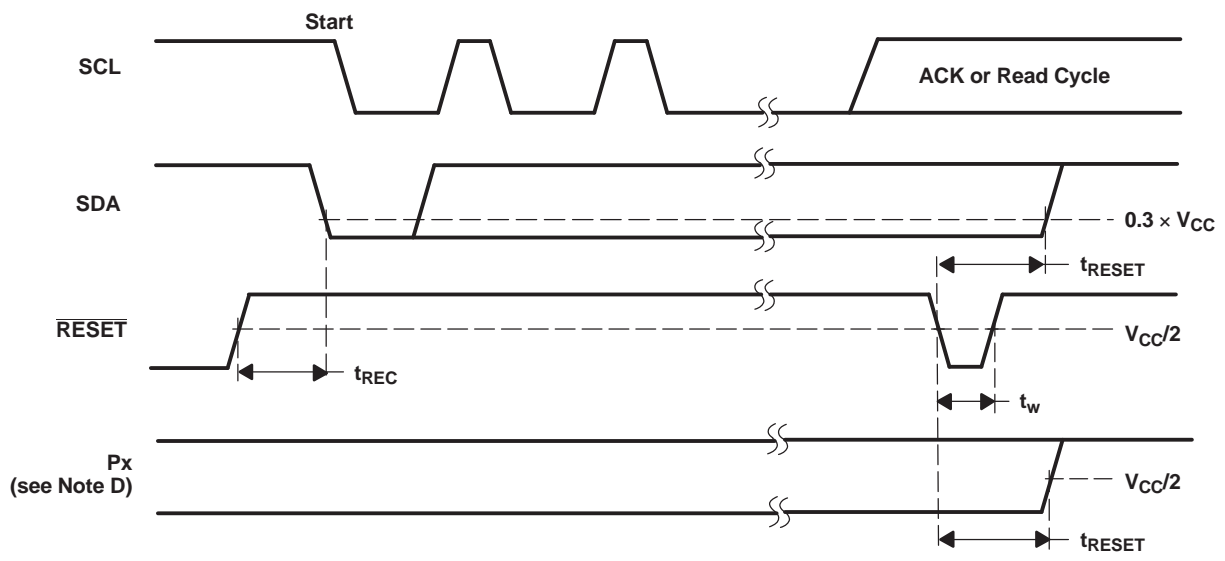 Start
SCL
ACK or Read Cycle
SDA
0.3 × VCC
tRESET
RESET
VCC/2
tREC
tw
Px
(see Note D)
VCC/2
tRESET